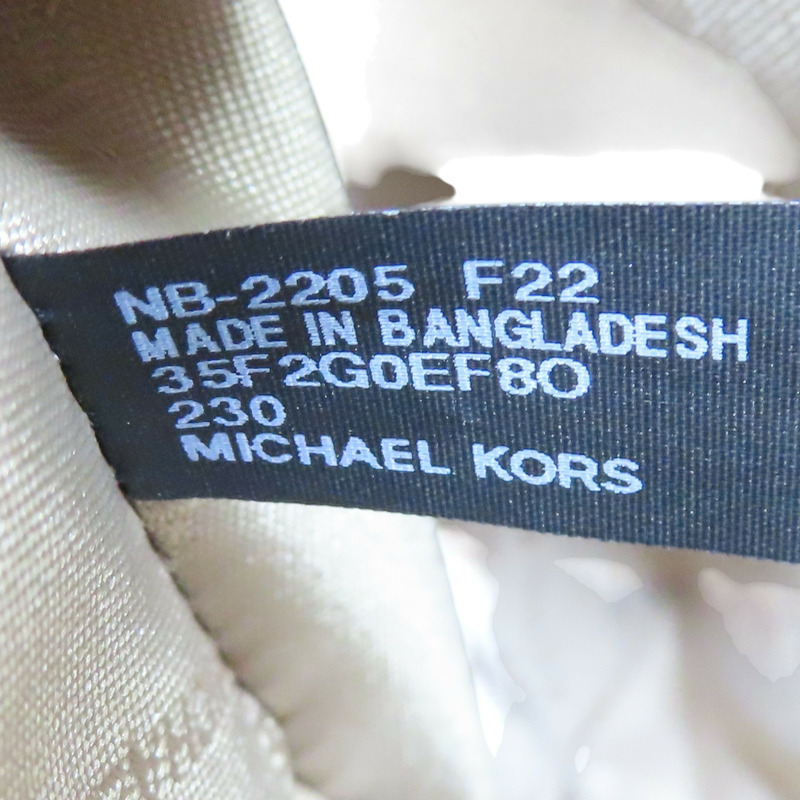 NB-2205 F22
MADE IN BANGLADESH
35F2G0EF8O
230
MICHAEL KORS